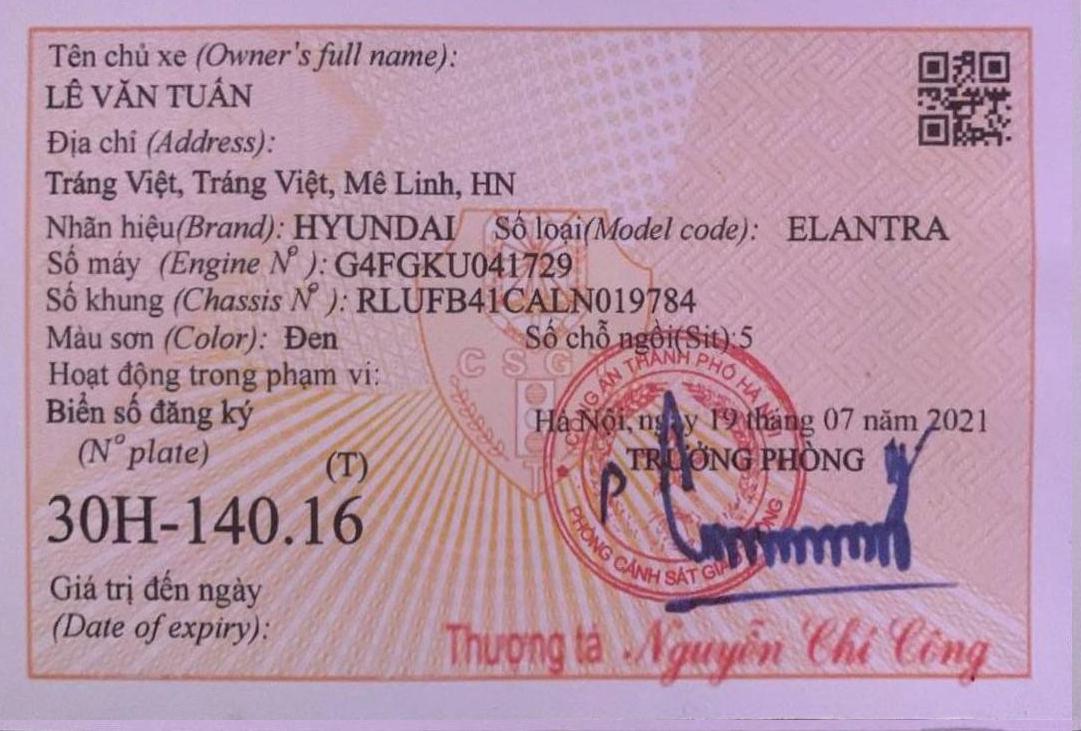 Tên chủ xe (Owner's full name):
LÊ VĂN TUẤN
Địa chỉ (Address):
Tráng Việt, Tráng Việt, Mê Linh, HN
Nhãn hiệu(Brand): HYUNDAI Số loại(Model code): ELANTRA
Số máy (Engine N° ): G4FGKU041729
Số khung (Chassis N° ): RLUFB41CALN019784
Màu sơn (Color): Đen Số chỗ ngồi(Sit):5
CSGT
Hoạt động trong phạm vi:
CÔNG AN THÀNH PHỐ HÀ NỘI
Biển số đăng ký Hà Nội, ngày 19 tháng 07 năm 2021
(N° plate) (T) TRƯỞNG PHÒNG
30H-140.16
PHÒNG CẢNH SÁT GIAO THÔNG
Giá trị đến ngày
(Date of expiry):
Thượng tá Nguyễn Chí Công